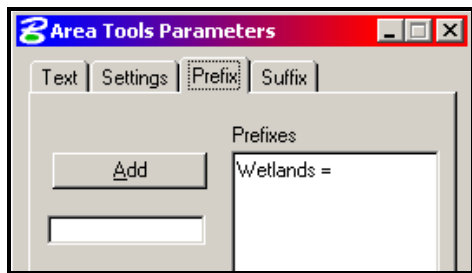 Area Tools Parameters
Text Settings Prefix Suffix
Prefixes
Add
Wetlands =